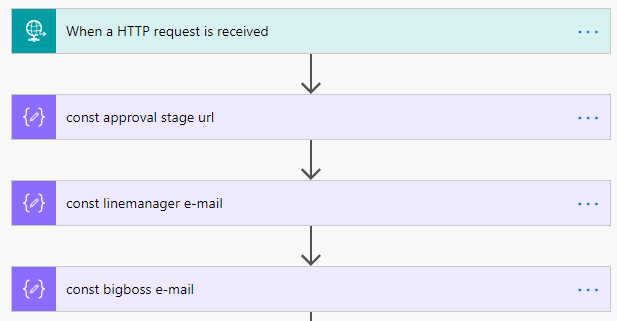 When a HTTP request is received
const approval stage url
const linemanager e-mail
const bigboss e-mail